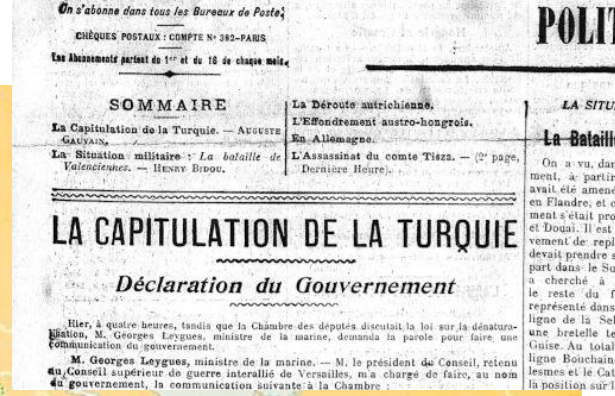 On s'abonne dans tous les Bureaux de Poste;
CHÈQUES POSTAUX : COMPTE N° 382-PARIS
Les Abonnements partent du 1er et du 16 de chaque mois.
SOMMAIRE
La Capitulation de la Turquie. — AUGUSTE
GAUVAIN.
La Situation militaire : La bataille de
Valenciennes. — HENRY BIDOU.
La Déroute autrichienne.
L'Effondrement austro-hongrois.
En Allemagne.
L'Assassinat du comte Tisza. — (2e page,
Dernière Heure).
LA CAPITULATION DE LA TURQUIE
Déclaration du Gouvernement
Hier, à quatre heures, tandis que la Chambre des députés discutait la loi sur la dénatura-
lisation, M. Georges Leygues, ministre de la marine, demanda la parole pour faire une
communication du gouvernement.
M. Georges Leygues, ministre de la marine. — M. le président du Conseil, retenu
au Conseil supérieur de guerre interallié de Versailles, m'a chargé de faire, au nom
du gouvernement, la communication suivante à la Chambre :
POLIT
LA SITU
La Bataill
On a vu, dan
ment, à partir
avait été amené
en Flandre, et c
ment s'était pro
et Douai. Il est
vement de repl
devait prendre s
part dans le Su
a cherché à
le reste du f
représenté dans
ligne de la Sel
une bretelle te
Guise. Au total
ligne Bouchain
lesmes et le Cat
la position sur l